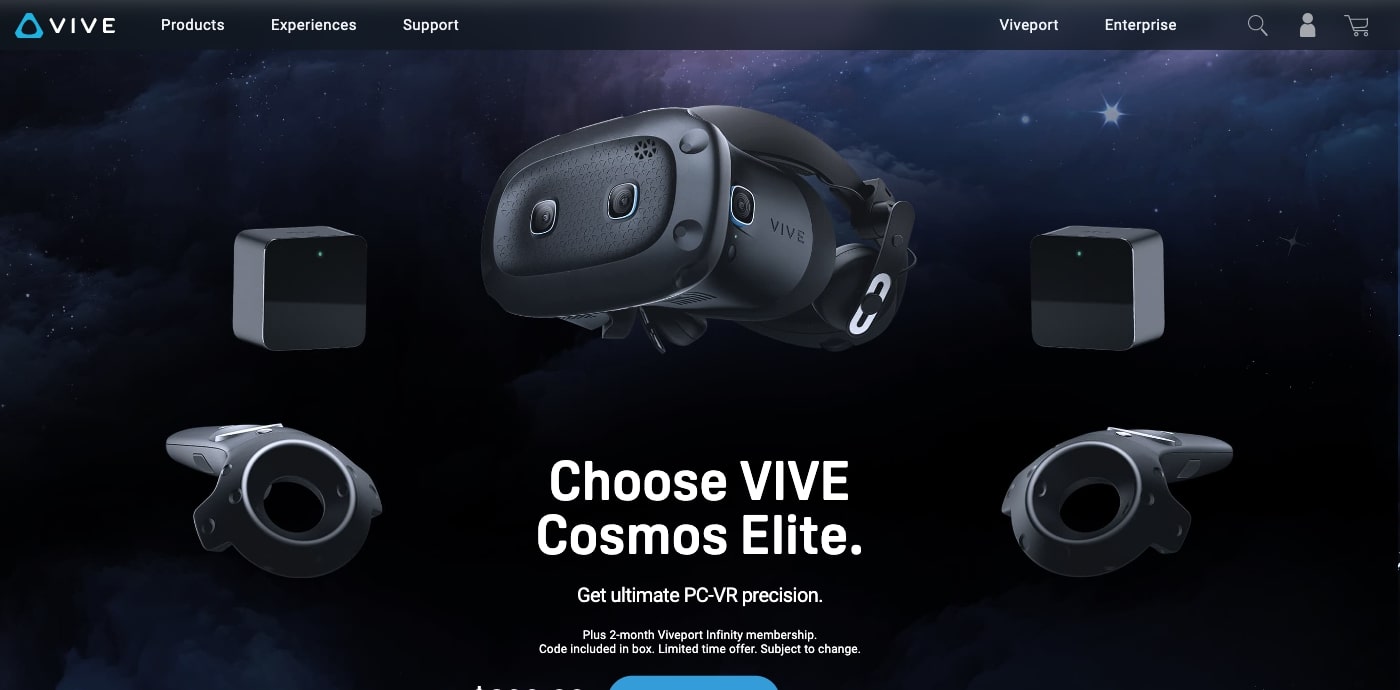 VIVE Products Experiences Support Viveport Enterprise
VIVE
Choose VIVE
Cosmos Elite.
Get ultimate PC-VR precision.
Plus 2-month Viveport Infinity membership.
Code included in box. Limited time offer. Subject to change.